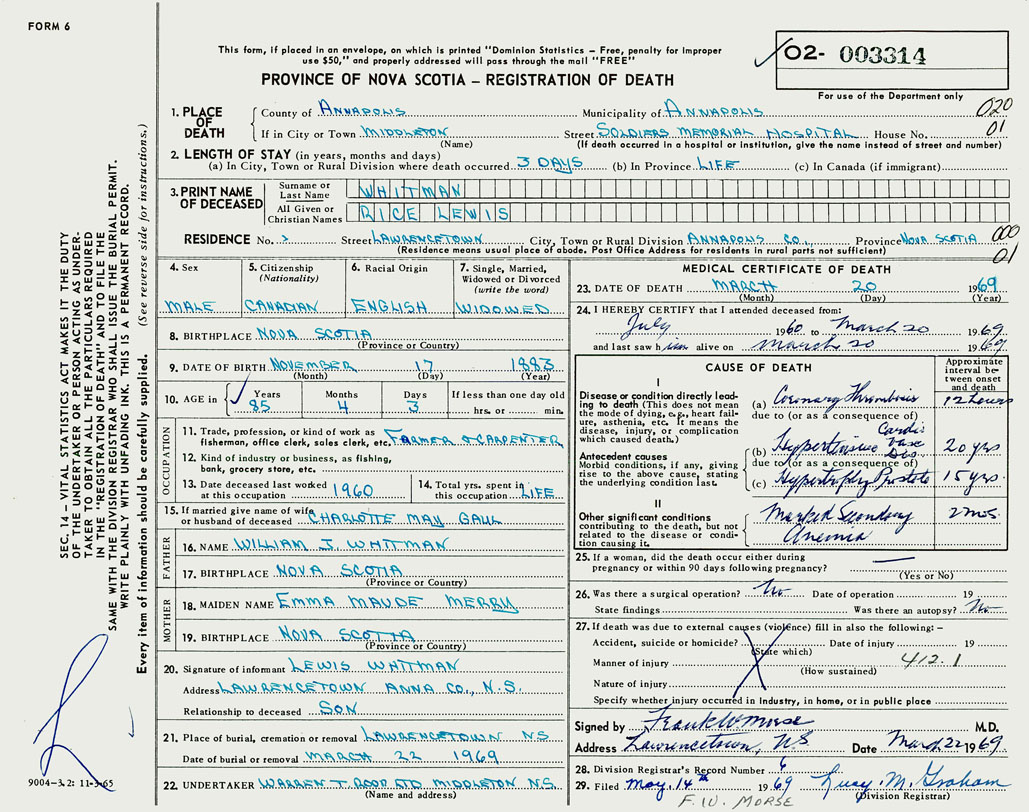 FORM 6
This form, if placed in an envelope, on which is printed "Dominion Statistics – Free, penalty for improper
use $50," and properly addressed will pass through the mail "FREE"
PROVINCE OF NOVA SCOTIA – REGISTRATION OF DEATH
O2- 003314
For use of the Department only
020
01
1. PLACE OF DEATH
County of ANNAPOLIS Municipality of ANNAPOLIS
If in City or Town MIDDLETON Street SOLDIERS MEMORIAL HOSPITAL House No.
(Name) (If death occurred in a hospital or institution, give the name instead of street and number)
2. LENGTH OF STAY (in years, months and days)
(a) In City, Town or Rural Division where death occurred 3 DAYS (b) In Province LIFE (c) In Canada (if immigrant)
3. PRINT NAME OF DECEASED
Surname or Last Name WHITMAN
All Given or Christian Names RICE LEWIS
RESIDENCE No. Street LAWRENCETOWN City, Town or Rural Division ANNAPOLIS CO., Province NOVA SCOTIA
(Residence means usual place of abode. Post Office Address for residents in rural parts not sufficient)
000
01
4. Sex
MALE
5. Citizenship
(Nationality)
CANADIAN
6. Racial Origin
ENGLISH
7. Single, Married,
Widowed or Divorced
(write the word)
WIDOWED
8. BIRTHPLACE NOVA SCOTIA
(Province or Country)
9. DATE OF BIRTH NOVEMBER 17 1883
(Month) (Day) (Year)
10. AGE in Years Months Days If less than one day old
85 4 3 hrs. or min.
OCCUPATION
11. Trade, profession, or kind of work as
fisherman, office clerk, sales clerk, etc. FARMER & CARPENTER
12. Kind of industry or business, as fishing,
bank, grocery store, etc.
13. Date deceased last worked
at this occupation 1960
14. Total yrs. spent in
this occupation LIFE
15. If married give name of wife
or husband of deceased CHARLOTTE MAY GAUL
FATHER
16. NAME WILLIAM J. WHITMAN
17. BIRTHPLACE NOVA SCOTIA
(Province or Country)
MOTHER
18. MAIDEN NAME EMMA MAUDE MERRY
19. BIRTHPLACE NOVA SCOTIA
(Province or Country)
20. Signature of informant LEWIS WHITMAN
Address LAWRENCETOWN ANNA CO., N.S.
Relationship to deceased SON
21. Place of burial, cremation or removal LAWRENCETOWN NS
Date of burial or removal MARCH 22 1969
22. UNDERTAKER WARREN T ROOP LTD MIDDLETON N.S.
(Name and address)
MEDICAL CERTIFICATE OF DEATH
23. DATE OF DEATH MARCH 20 1969
(Month) (Day) (Year)
24. I HEREBY CERTIFY that I attended deceased from:
July 1960 to March 20 1969
and last saw him alive on March 20 1969
CAUSE OF DEATH
Approximate
interval be-
tween onset
and death
I
Disease or condition directly lead-
ing to death (This does not mean
the mode of dying, e.g., heart fail-
ure, asthenia, etc. It means the
disease, injury, or complication
which caused death.)
(a) Coronary Thrombosis 12 hours
due to (or as a consequence of)
Antecedent causes
Morbid conditions, if any, giving
rise to the above cause, stating
the underlying condition last.
(b) Hypertensive Cardio Vasc Dis. 20 yrs
due to (or as a consequence of)
(c) Hypertrophy Prostate 15 yrs.
II
Other significant conditions
contributing to the death, but not
related to the disease or condi-
tion causing it.
Marked Secondary 2 mos.
Anemia
25. If a woman, did the death occur either during
pregnancy or within 90 days following pregnancy?
(Yes or No)
26. Was there a surgical operation? No Date of operation 19
State findings Was there an autopsy? No
27. If death was due to external causes (violence) fill in also the following: –
Accident, suicide or homicide? Date of injury 19
(State which)
Manner of injury 412.1
(How sustained)
Nature of injury
Specify whether injury occurred in industry, in home, or in public place
Signed by Frank W Morse M.D.
Address Lawrencetown, N.S. Date March 22 1969
28. Division Registrar's Record Number 6
29. Filed May 14th 1969 Lucy M. Graham
(Division Registrar)
F. W. MORSE
SEC. 14 – VITAL STATISTICS ACT MAKES IT THE DUTY
OF THE UNDERTAKER OR PERSON ACTING AS UNDER-
TAKER TO OBTAIN ALL THE PARTICULARS REQUIRED
IN THE "REGISTRATION OF DEATH" AND TO FILE THE
SAME WITH THE DIVISION REGISTRAR WHO SHALL ISSUE THE BURIAL PERMIT.
WRITE PLAINLY WITH UNFADING INK. THIS IS A PERMANENT RECORD.
Every item of information should be carefully supplied. (See reverse side for instructions.)
9004–3.2: 11-3-65